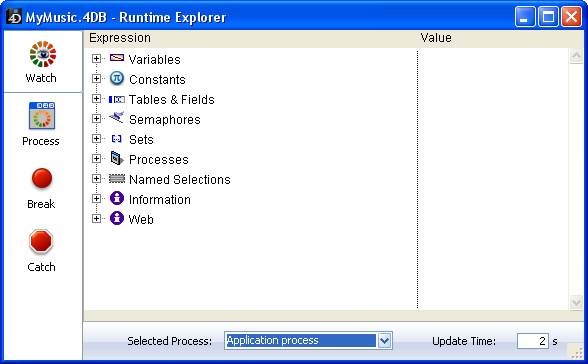 MyMusic.4DB - Runtime Explorer
Expression Value
Watch
Process
Break
Catch
Variables
Constants
Tables & Fields
Semaphores
Sets
Processes
Named Selections
Information
Web
Selected Process: Application process Update Time: 2 s